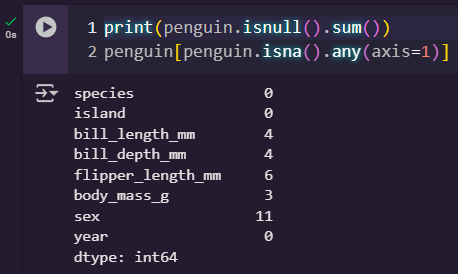 0s
1 print(penguin.isnull().sum())
2 penguin[penguin.isna().any(axis=1)]
species 0
island 0
bill_length_mm 4
bill_depth_mm 4
flipper_length_mm 6
body_mass_g 3
sex 11
year 0
dtype: int64